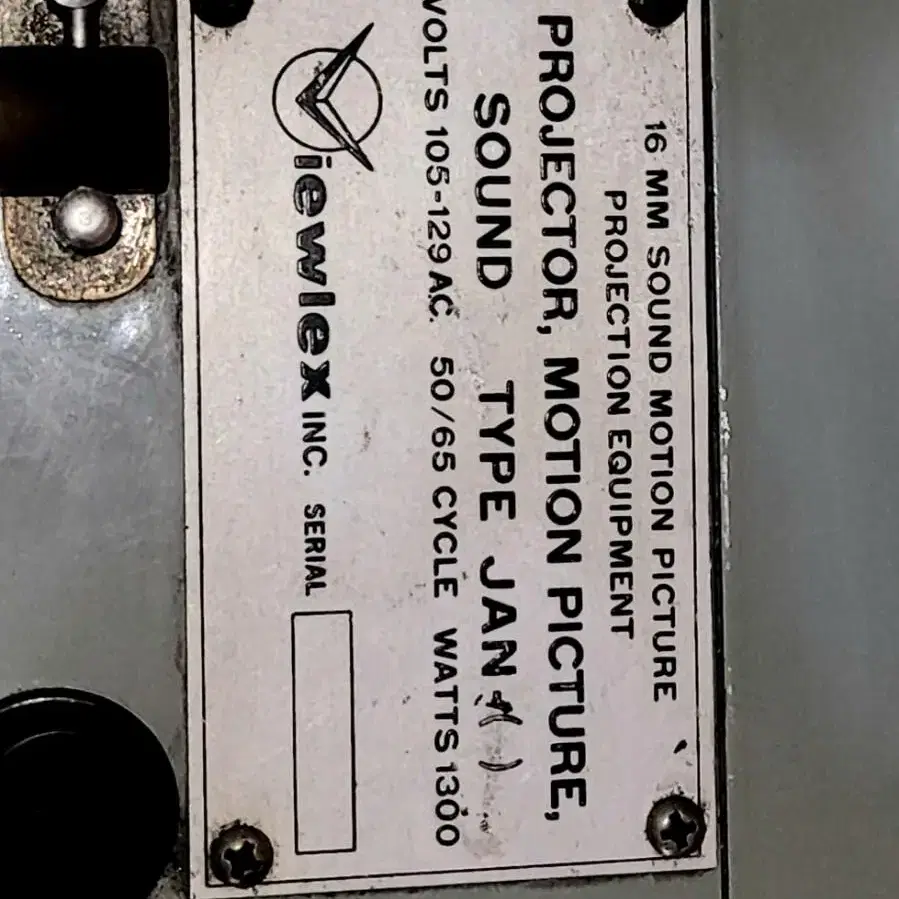 16 MM SOUND MOTION PICTURE
PROJECTION EQUIPMENT
PROJECTOR, MOTION PICTURE,
SOUND TYPE JAN
VOLTS 105-129 A.C. 50/65 CYCLE WATTS 1300
Viewlex INC. SERIAL